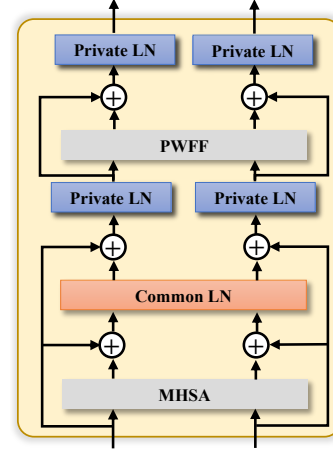 Private LN Private LN
PWFF
Private LN Private LN
Common LN
MHSA